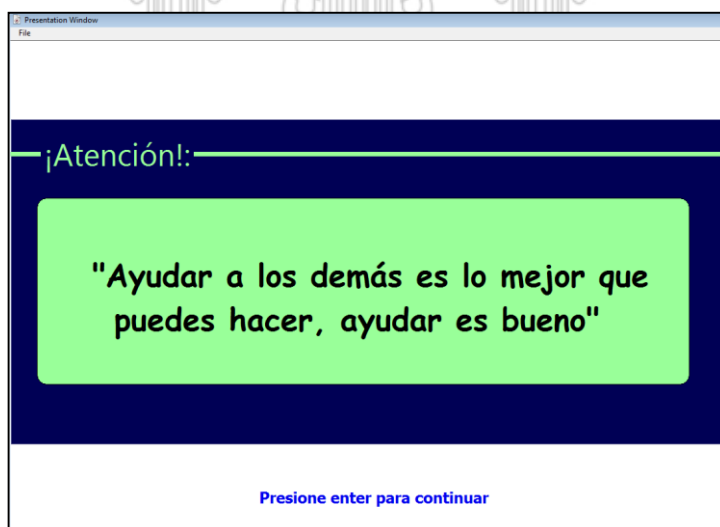 Presentation Window
File
¡Atención!:
"Ayudar a los demás es lo mejor que
puedes hacer, ayudar es bueno"
Presione enter para continuar